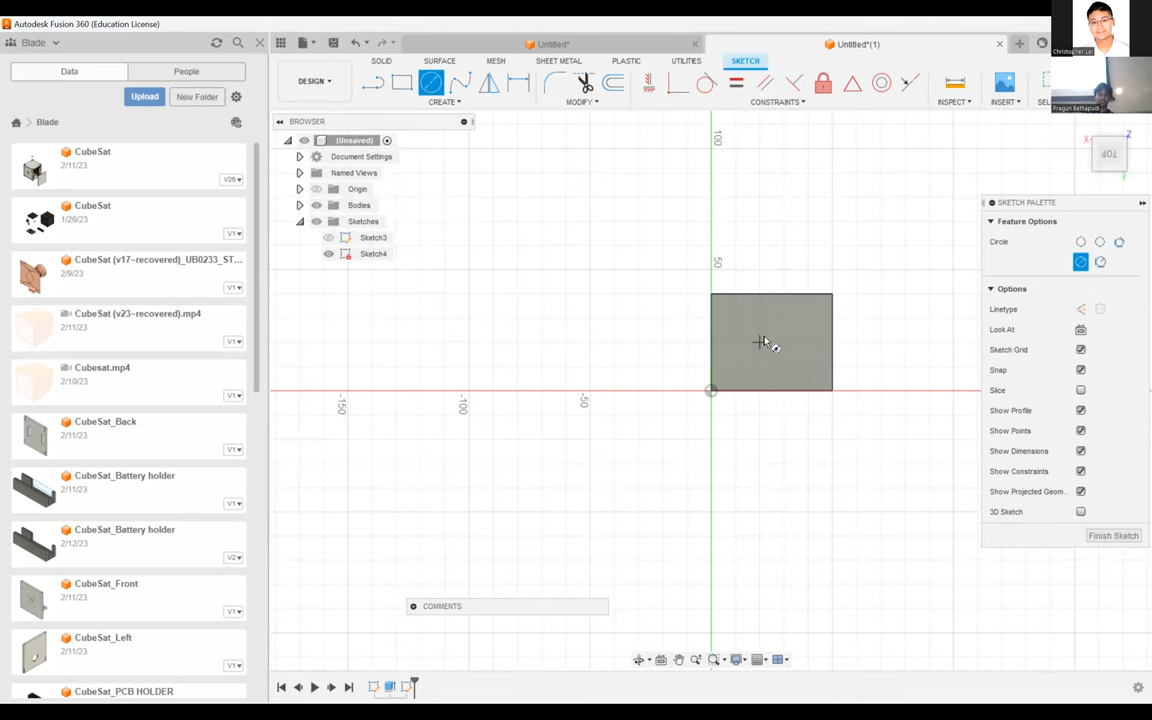 Autodesk Fusion 360 (Education License)
Blade
Data
People
Upload
New Folder
Blade
CubeSat
2/11/23
V26
CubeSat
1/26/23
V1
CubeSat (v17~recovered)_UB0233_ST...
2/9/23
V1
CubeSat (v23~recovered).mp4
2/11/23
V1
Cubesat.mp4
2/10/23
V1
CubeSat_Back
2/11/23
V1
CubeSat_Battery holder
2/11/23
V1
CubeSat_Battery holder
2/12/23
V2
CubeSat_Front
2/11/23
V1
CubeSat_Left
2/11/23
V1
CubeSat_PCB HOLDER
Untitled*
Untitled*(1)
DESIGN
SOLID
SURFACE
MESH
SHEET METAL
PLASTIC
UTILITIES
SKETCH
CREATE
MODIFY
CONSTRAINTS
INSPECT
INSERT
BROWSER
(Unsaved)
Document Settings
Named Views
Origin
Bodies
Sketches
Sketch3
Sketch4
100
50
-50
-100
-150
X
Z
TOP
SKETCH PALETTE
Feature Options
Circle
Options
Linetype
Look At
Sketch Grid
Snap
Slice
Show Profile
Show Points
Show Dimensions
Show Constraints
Show Projected Geom...
3D Sketch
Finish Sketch
COMMENTS
Christopher Lai
Pragun Bethapudi